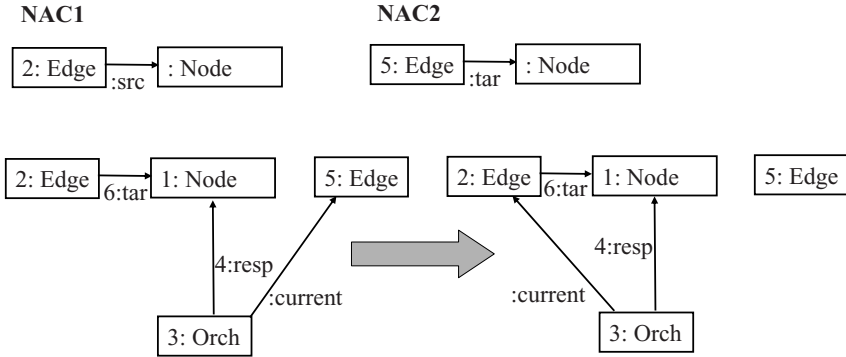 NAC1
NAC2
2: Edge
:src
: Node
5: Edge
:tar
: Node
2: Edge
6:tar
1: Node
5: Edge
2: Edge
6:tar
1: Node
5: Edge
4:resp
:current
3: Orch
4:resp
:current
3: Orch